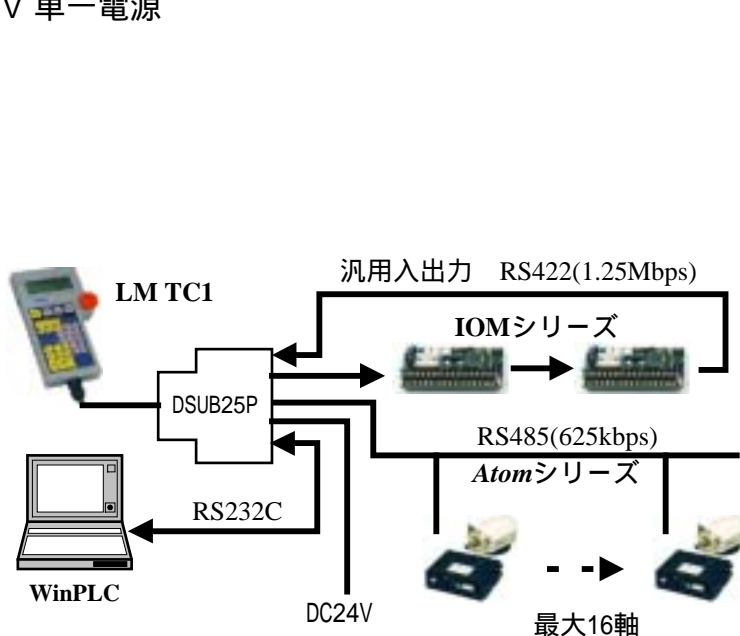 V 単一電源
汎用入出力 RS422(1.25Mbps)
LM TC1
IOMシリーズ
DSUB25P
RS485(625kbps)
Atomシリーズ
RS232C
WinPLC
DC24V
最大16軸